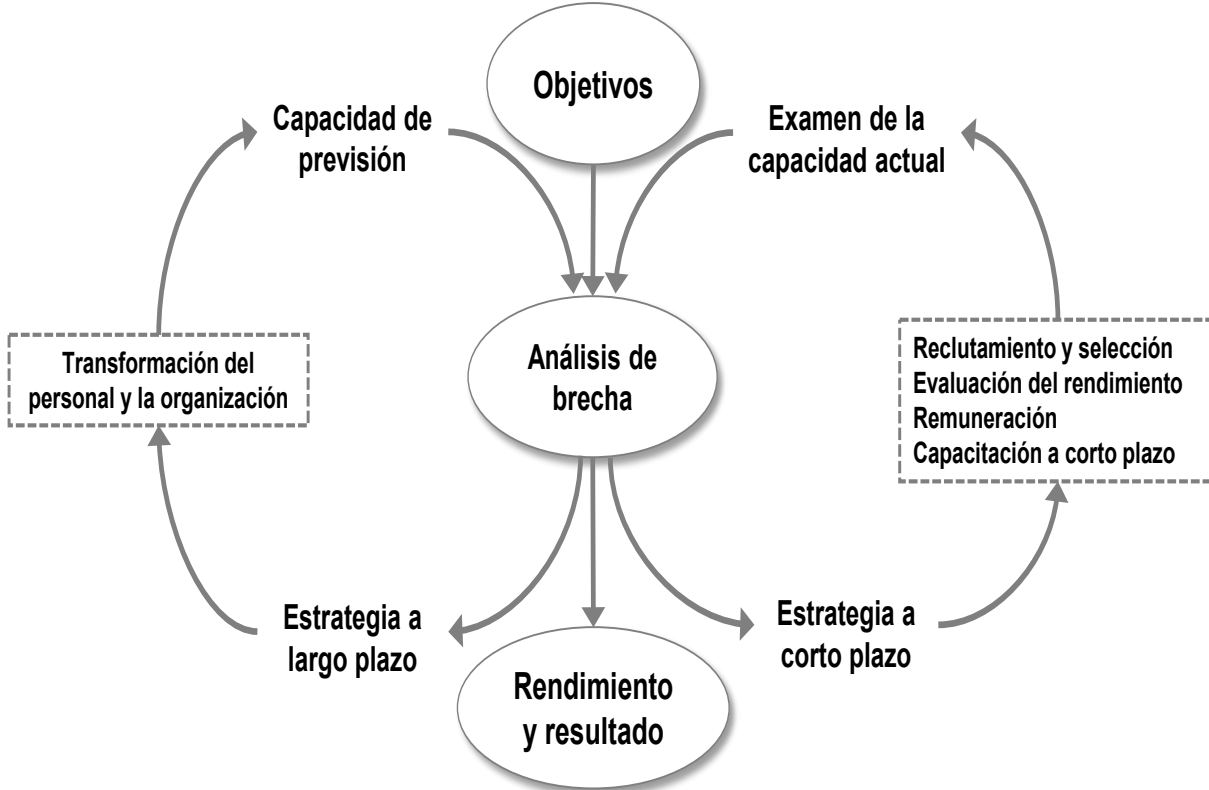 Objetivos
Capacidad de
previsión
Examen de la
capacidad actual
Transformación del
personal y la organización
Análisis de
brecha
Reclutamiento y selección
Evaluación del rendimiento
Remuneración
Capacitación a corto plazo
Estrategia a
largo plazo
Estrategia a
corto plazo
Rendimiento
y resultado